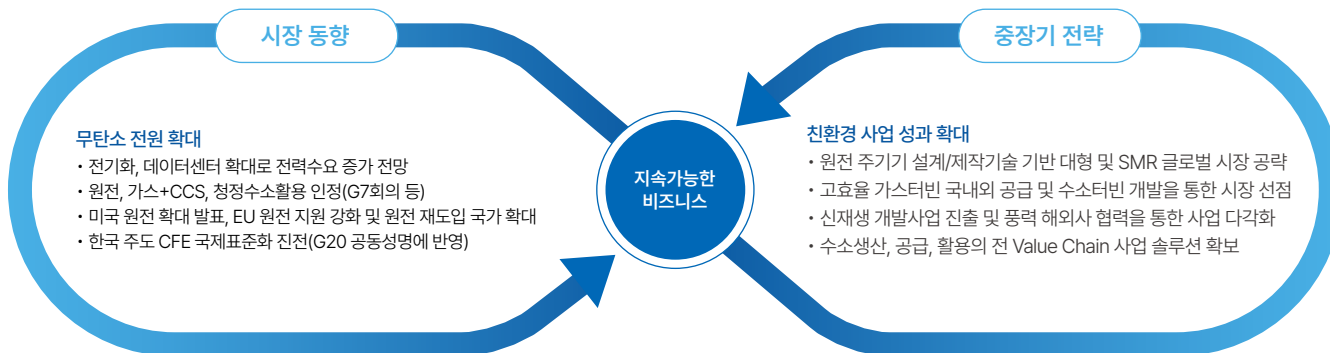 시장 동향
무탄소 전원 확대
• 전기화, 데이터센터 확대로 전력수요 증가 전망
• 원전, 가스+CCS, 청정수소활용 인정(G7회의 등)
• 미국 원전 확대 발표, EU 원전 지원 강화 및 원전 재도입 국가 확대
• 한국 주도 CFE 국제표준화 진전(G20 공동성명에 반영)
지속가능한
비즈니스
중장기 전략
친환경 사업 성과 확대
• 원전 주기기 설계/제작기술 기반 대형 및 SMR 글로벌 시장 공략
• 고효율 가스터빈 국내외 공급 및 수소터빈 개발을 통한 시장 선점
• 신재생 개발사업 진출 및 풍력 해외사 협력을 통한 사업 다각화
• 수소생산, 공급, 활용의 전 Value Chain 사업 솔루션 확보